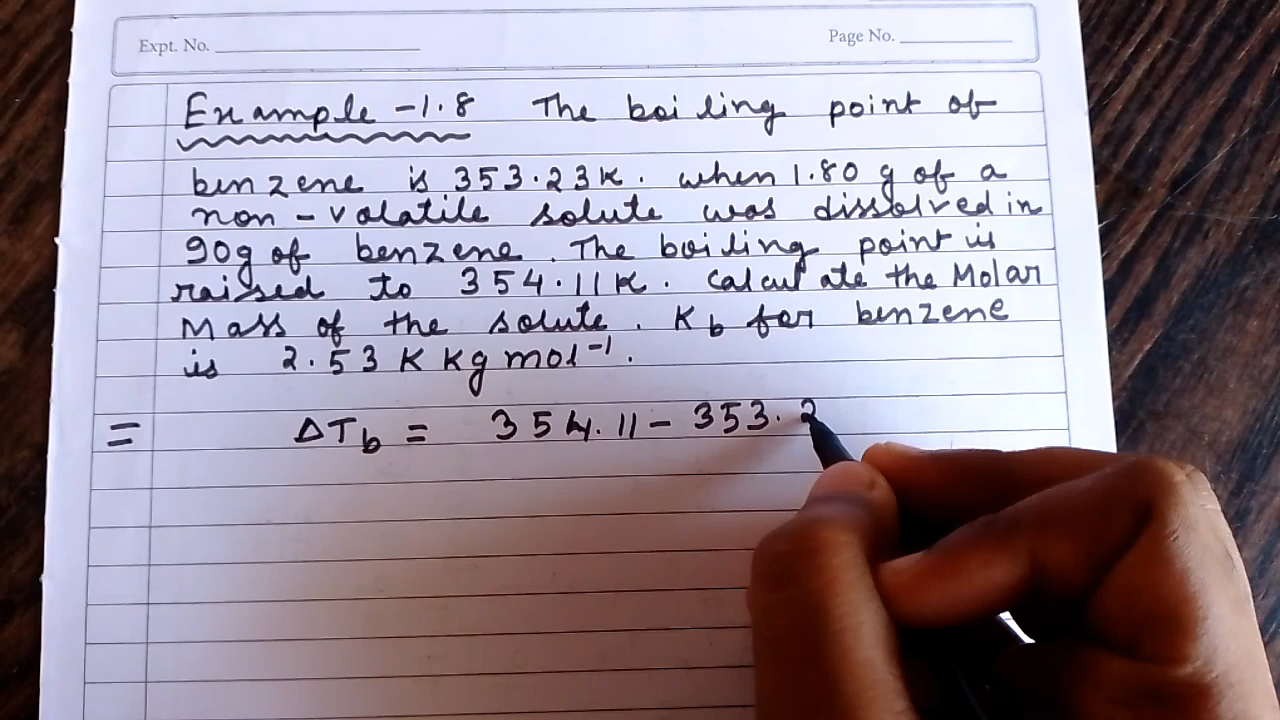 Expt. No.
Page No.
Example -1.8 The boiling point of
benzene is 353.23K. when 1.80 g of a
non-volatile solute was dissolved in
90g of benzene. The boiling point is
raised to 354.11K. calculate the Molar
Mass of the solute. Kb for benzene
is 2.53 K Kg mol⁻¹.
= ΔTb = 354.11 - 353.2